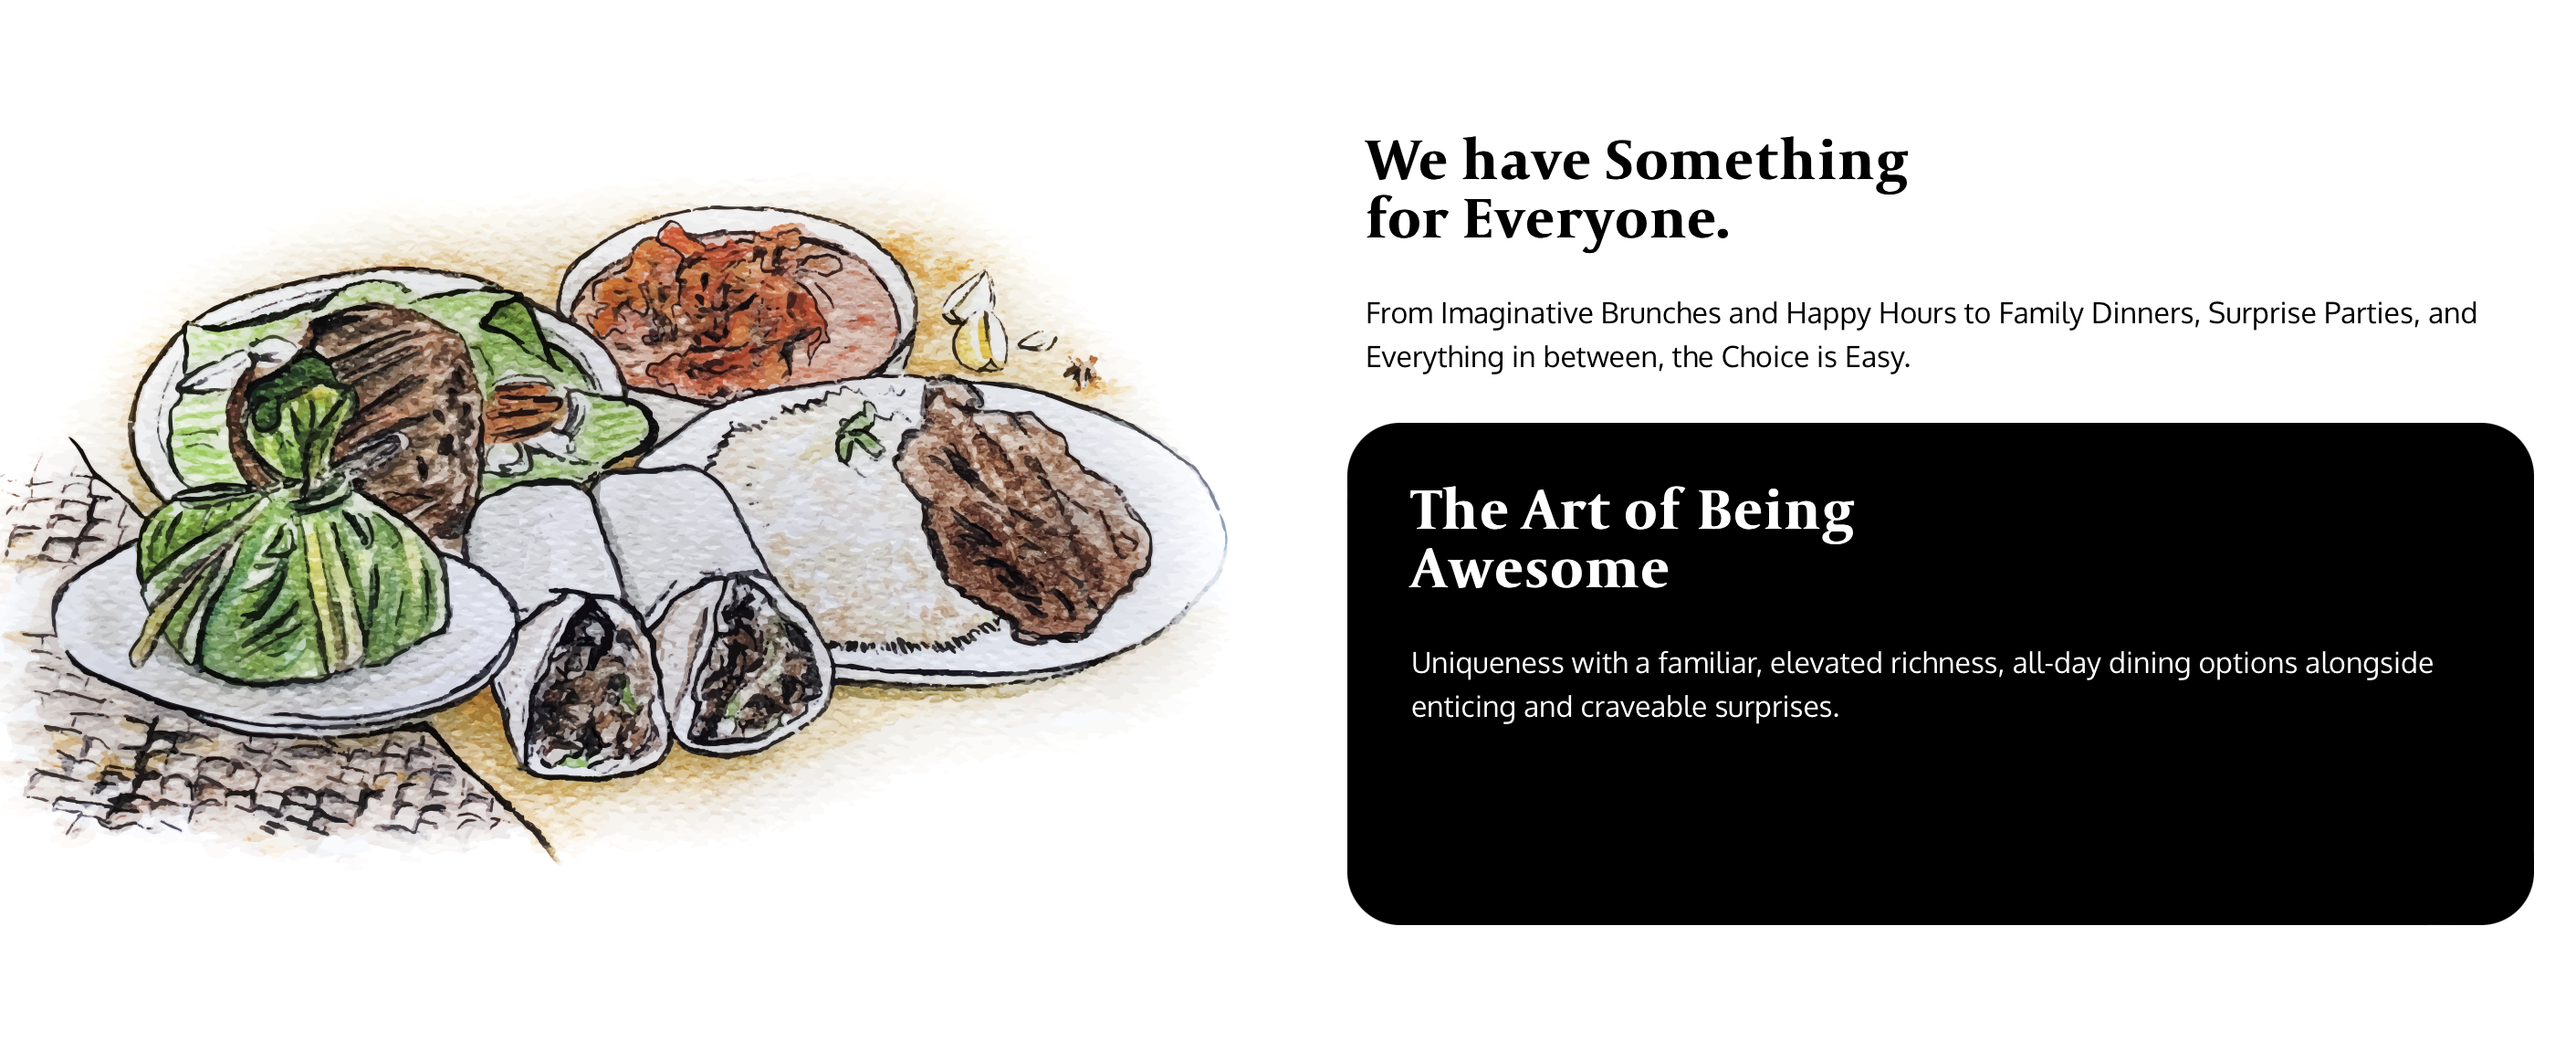 We have Something
for Everyone.
From Imaginative Brunches and Happy Hours to Family Dinners, Surprise Parties, and
Everything in between, the Choice is Easy.
The Art of Being
Awesome
Uniqueness with a familiar, elevated richness, all-day dining options alongside
enticing and craveable surprises.